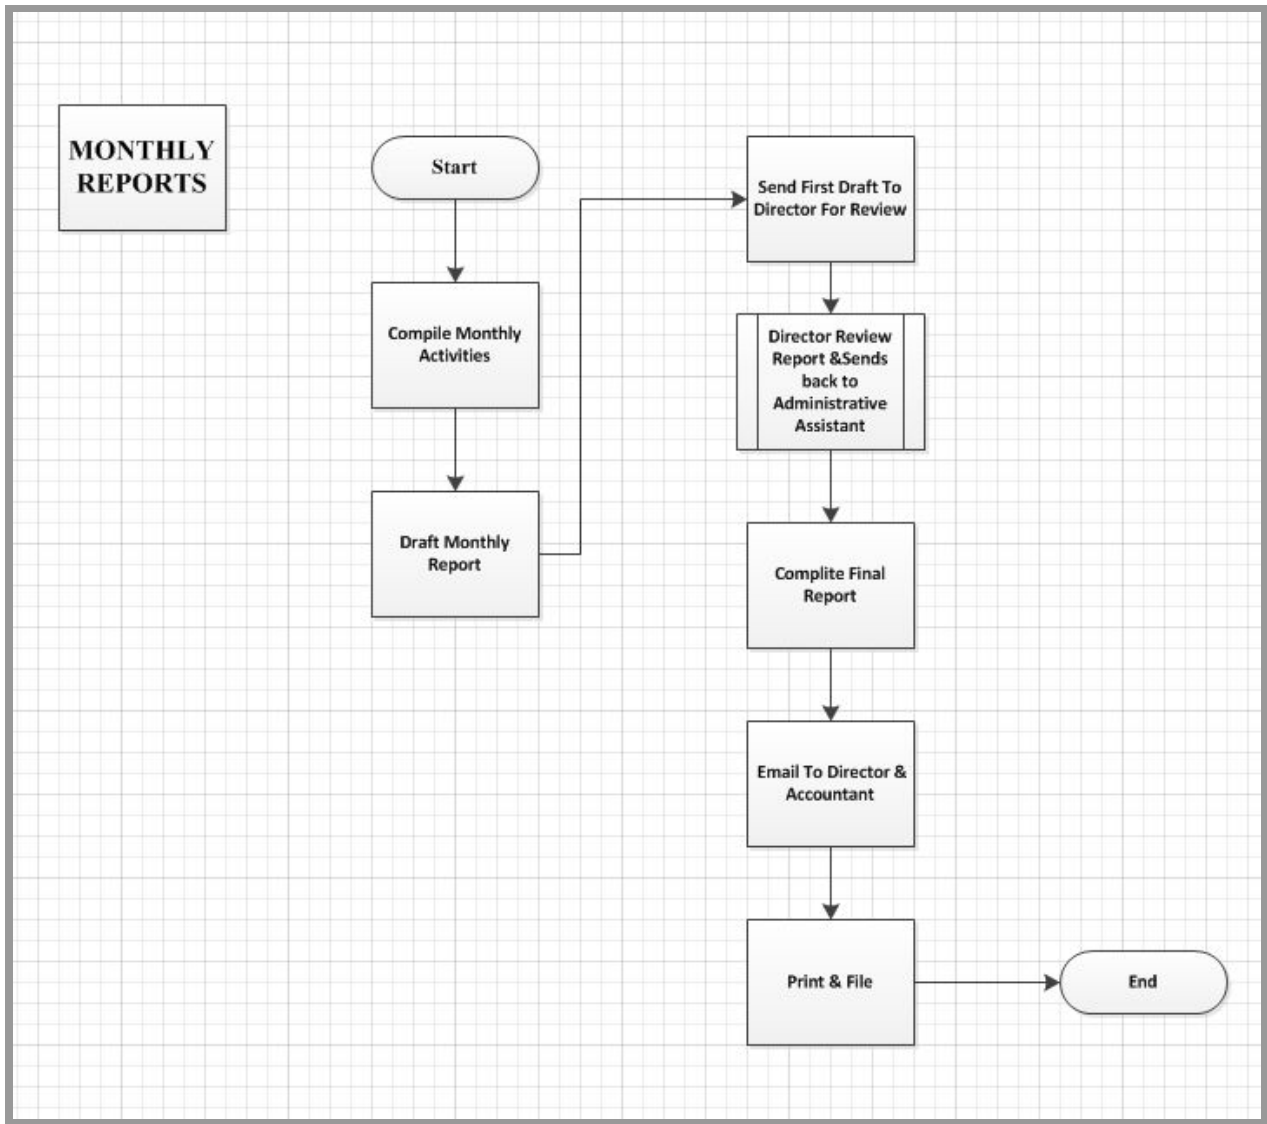 MONTHLY
REPORTS
Start
Compile Monthly
Activities
Draft Monthly
Report
Send First Draft To
Director For Review
Director Review
Report &Sends
back to
Administrative
Assistant
Complite Final
Report
Email To Director &
Accountant
Print & File
End